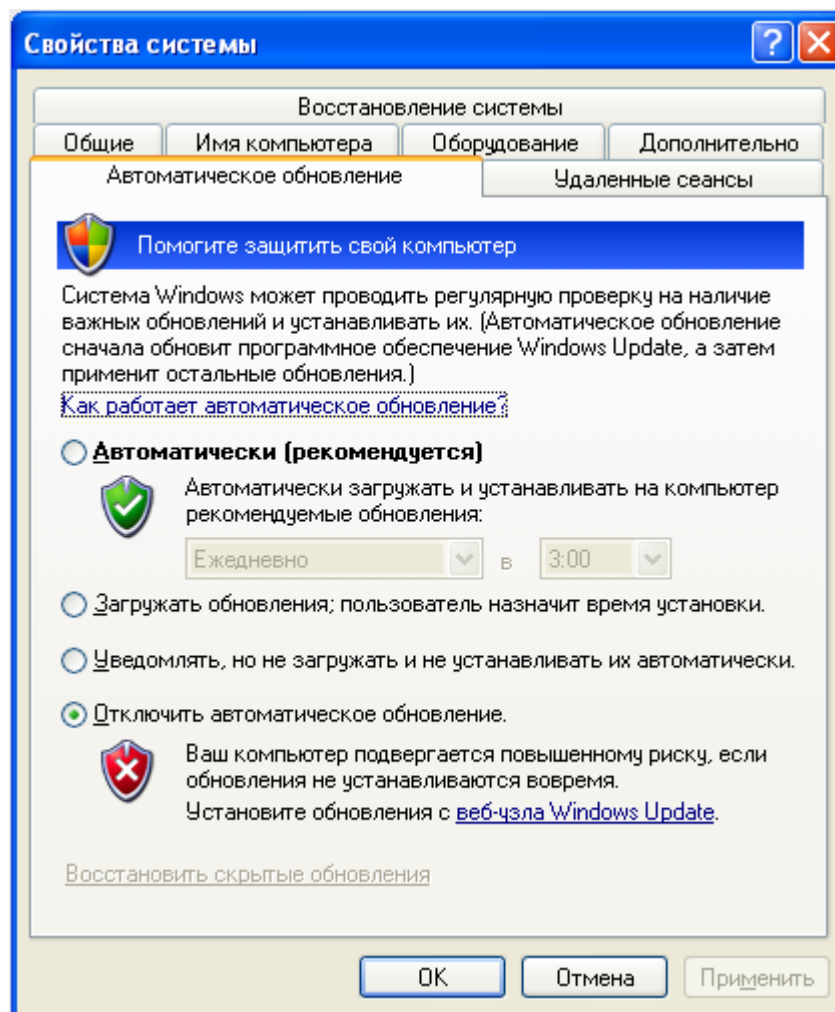 Свойства системы
Восстановление системы
Общие Имя компьютера Оборудование Дополнительно
Автоматическое обновление Удаленные сеансы
Помогите защитить свой компьютер
Система Windows может проводить регулярную проверку на наличие
важных обновлений и устанавливать их. (Автоматическое обновление
сначала обновит программное обеспечение Windows Update, а затем
применит остальные обновления.)
Как работает автоматическое обновление?
Автоматически (рекомендуется)
Автоматически загружать и устанавливать на компьютер
рекомендуемые обновления:
Ежедневно в 3:00
Загружать обновления; пользователь назначит время установки.
Уведомлять, но не загружать и не устанавливать их автоматически.
Отключить автоматическое обновление.
Ваш компьютер подвергается повышенному риску, если
обновления не устанавливаются вовремя.
Установите обновления с веб-узла Windows Update.
Восстановить скрытые обновления
OK Отмена Применить